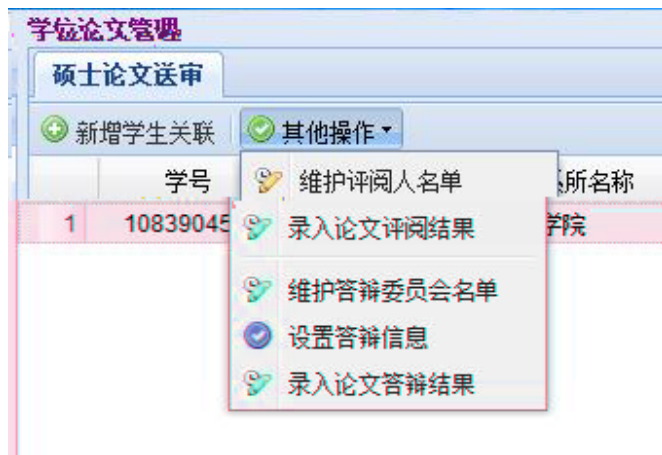 学位论文管理
硕士论文送审
新增学生关联 其他操作
学号 所名称
1 10839045 学院
维护评阅人名单
录入论文评阅结果
维护答辩委员会名单
设置答辩信息
录入论文答辩结果